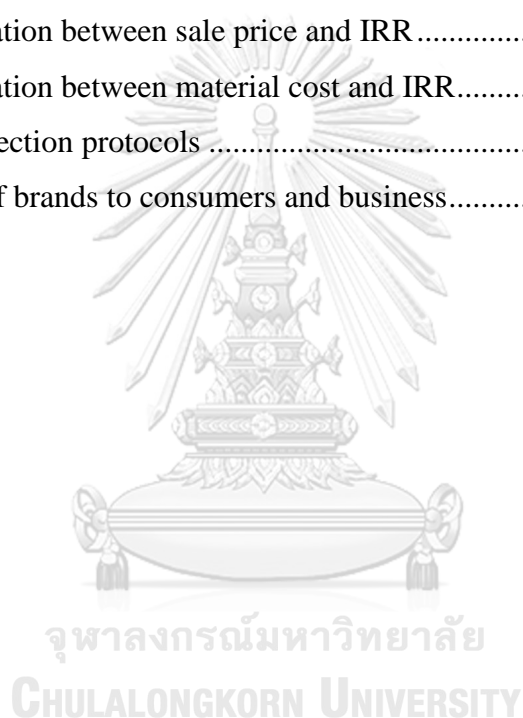 ation between sale price and IRR...............
ation between material cost and IRR..........
ection protocols .......................................
f brands to consumers and business...........
จุฬาลงกรณ์มหาวิทยาลัย
CHULALONGKORN UNIVERSITY